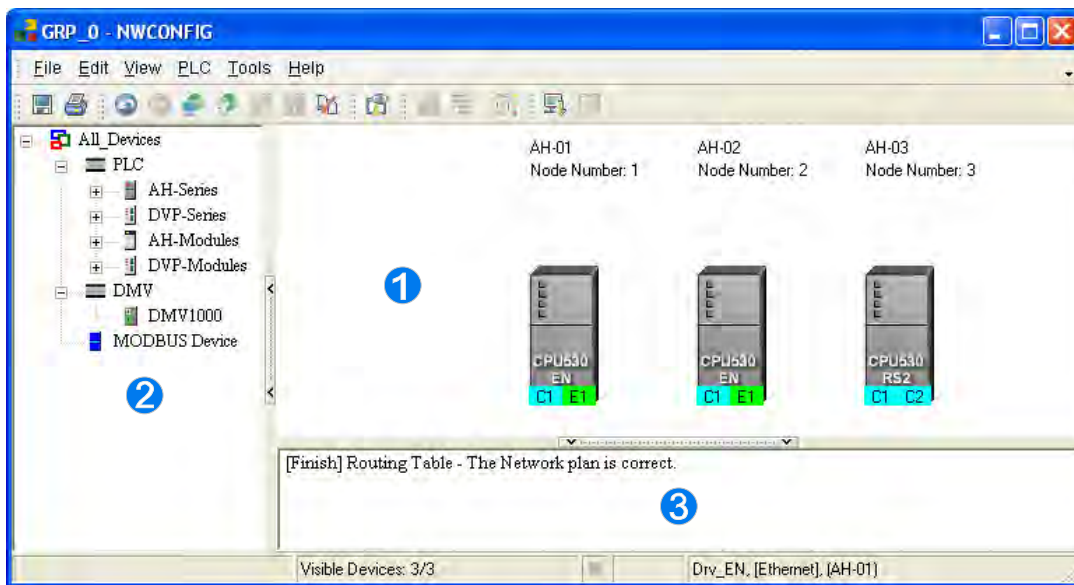 GRP_0 - NWCONFIG
File Edit View PLC Tools Help
All_Devices
PLC
AH-Series
DVP-Series
AH-Modules
DVP-Modules
DMV
DMV1000
MODBUS Device
2
1
AH-01
Node Number: 1
AH-02
Node Number: 2
AH-03
Node Number: 3
CPU530
EN
C1 E1
CPU530
EN
C1 E1
CPU530
RS2
C1 C2
[Finish] Routing Table - The Network plan is correct.
3
Visible Devices: 3/3
Drv_EN, [Ethernet], (AH-01)